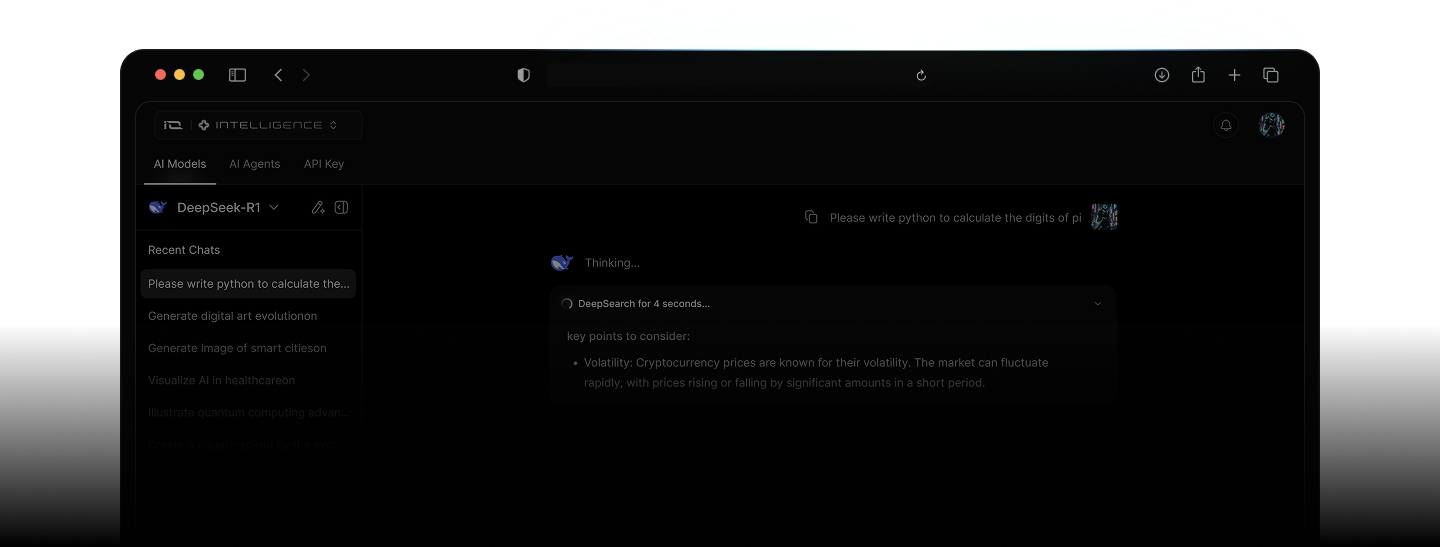 iO INTELLIGENCE
AI Models AI Agents API Key
DeepSeek-R1
Recent Chats
Please write python to calculate the...
Generate digital art evolutionon
Generate image of smart citieson
Visualize AI in healthcareon
Illustrate quantum computing advan...
Please write python to calculate the digits of pi
Thinking...
DeepSearch for 4 seconds...
key points to consider:
• Volatility: Cryptocurrency prices are known for their volatility. The market can fluctuate
rapidly, with prices rising or falling by significant amounts in a short period.